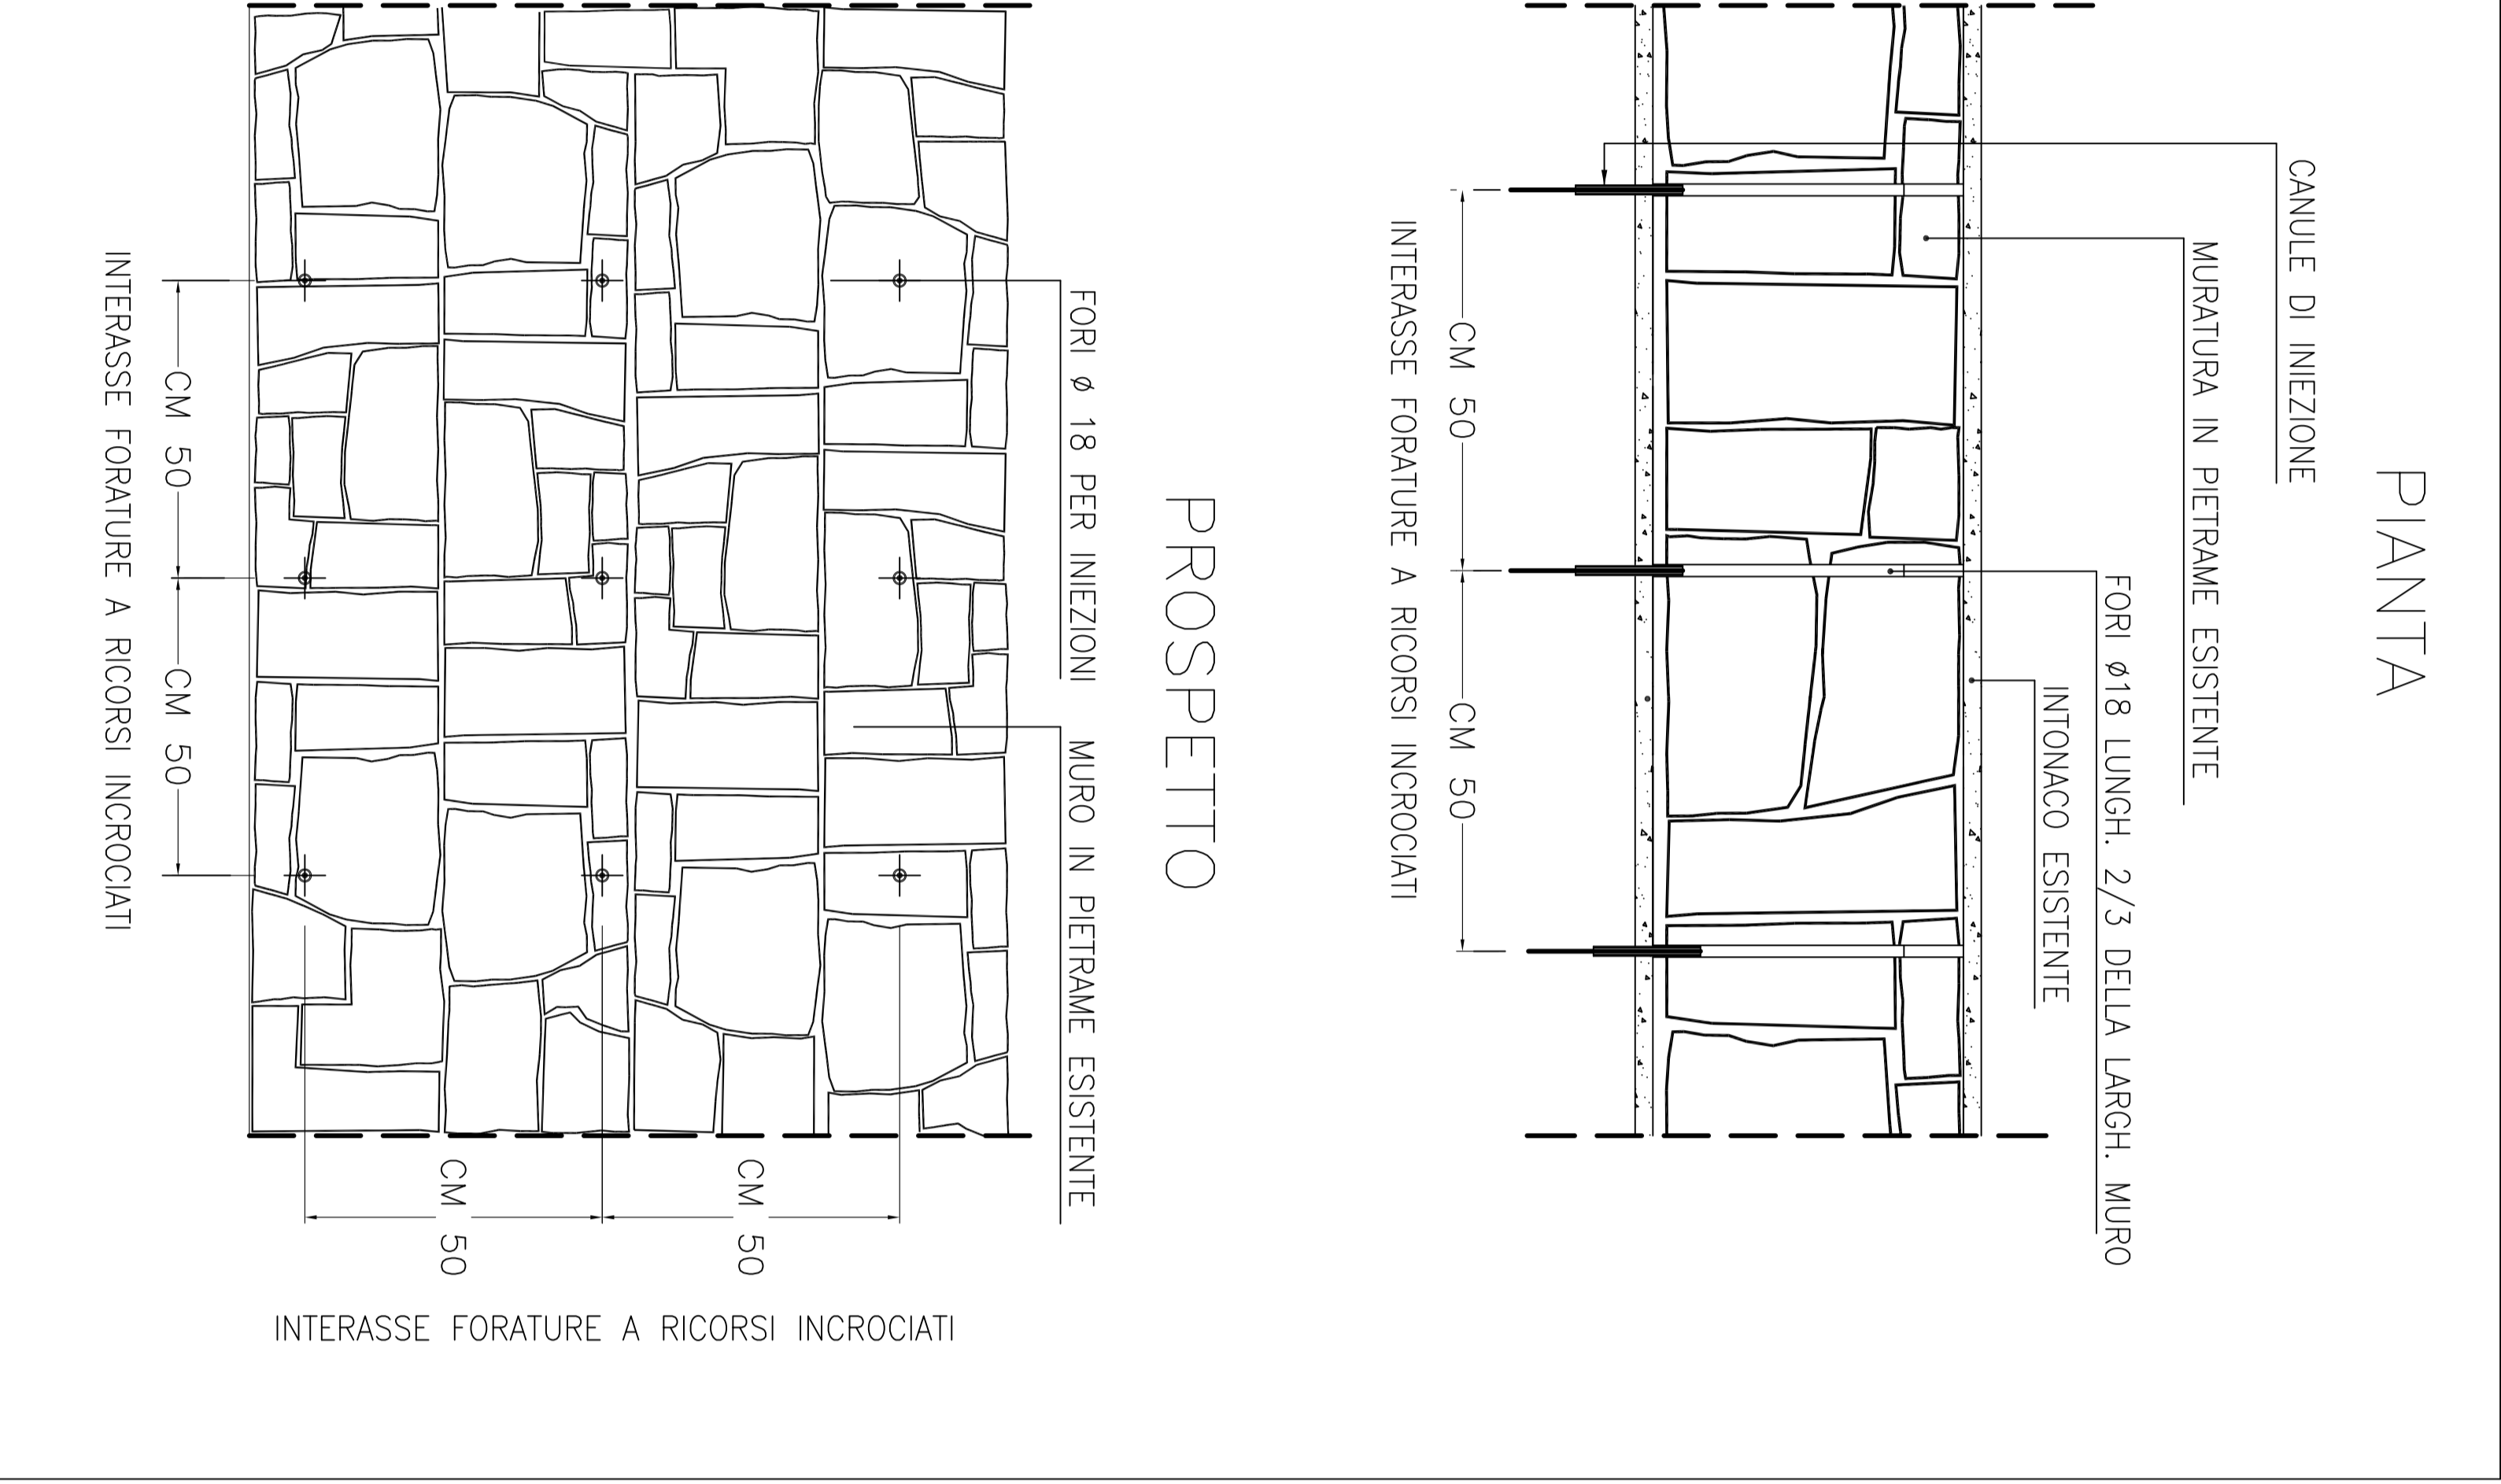 PIANTA
CANULE DI INIEZIONE
MURATURA IN PIETRAME ESISTENTE
FORI Ø18 LUNGH. 2/3 DELLA LARGH. MURO
INTONACO ESISTENTE
CM 50
CM 50
INTERASSE FORATURE A RICORSI INCROCIATI
PROSPETTO
FORI Ø 18 PER INIEZIONI
MURO IN PIETRAME ESISTENTE
CM 50
CM 50
CM 50
CM 50
INTERASSE FORATURE A RICORSI INCROCIATI
INTERASSE FORATURE A RICORSI INCROCIATI